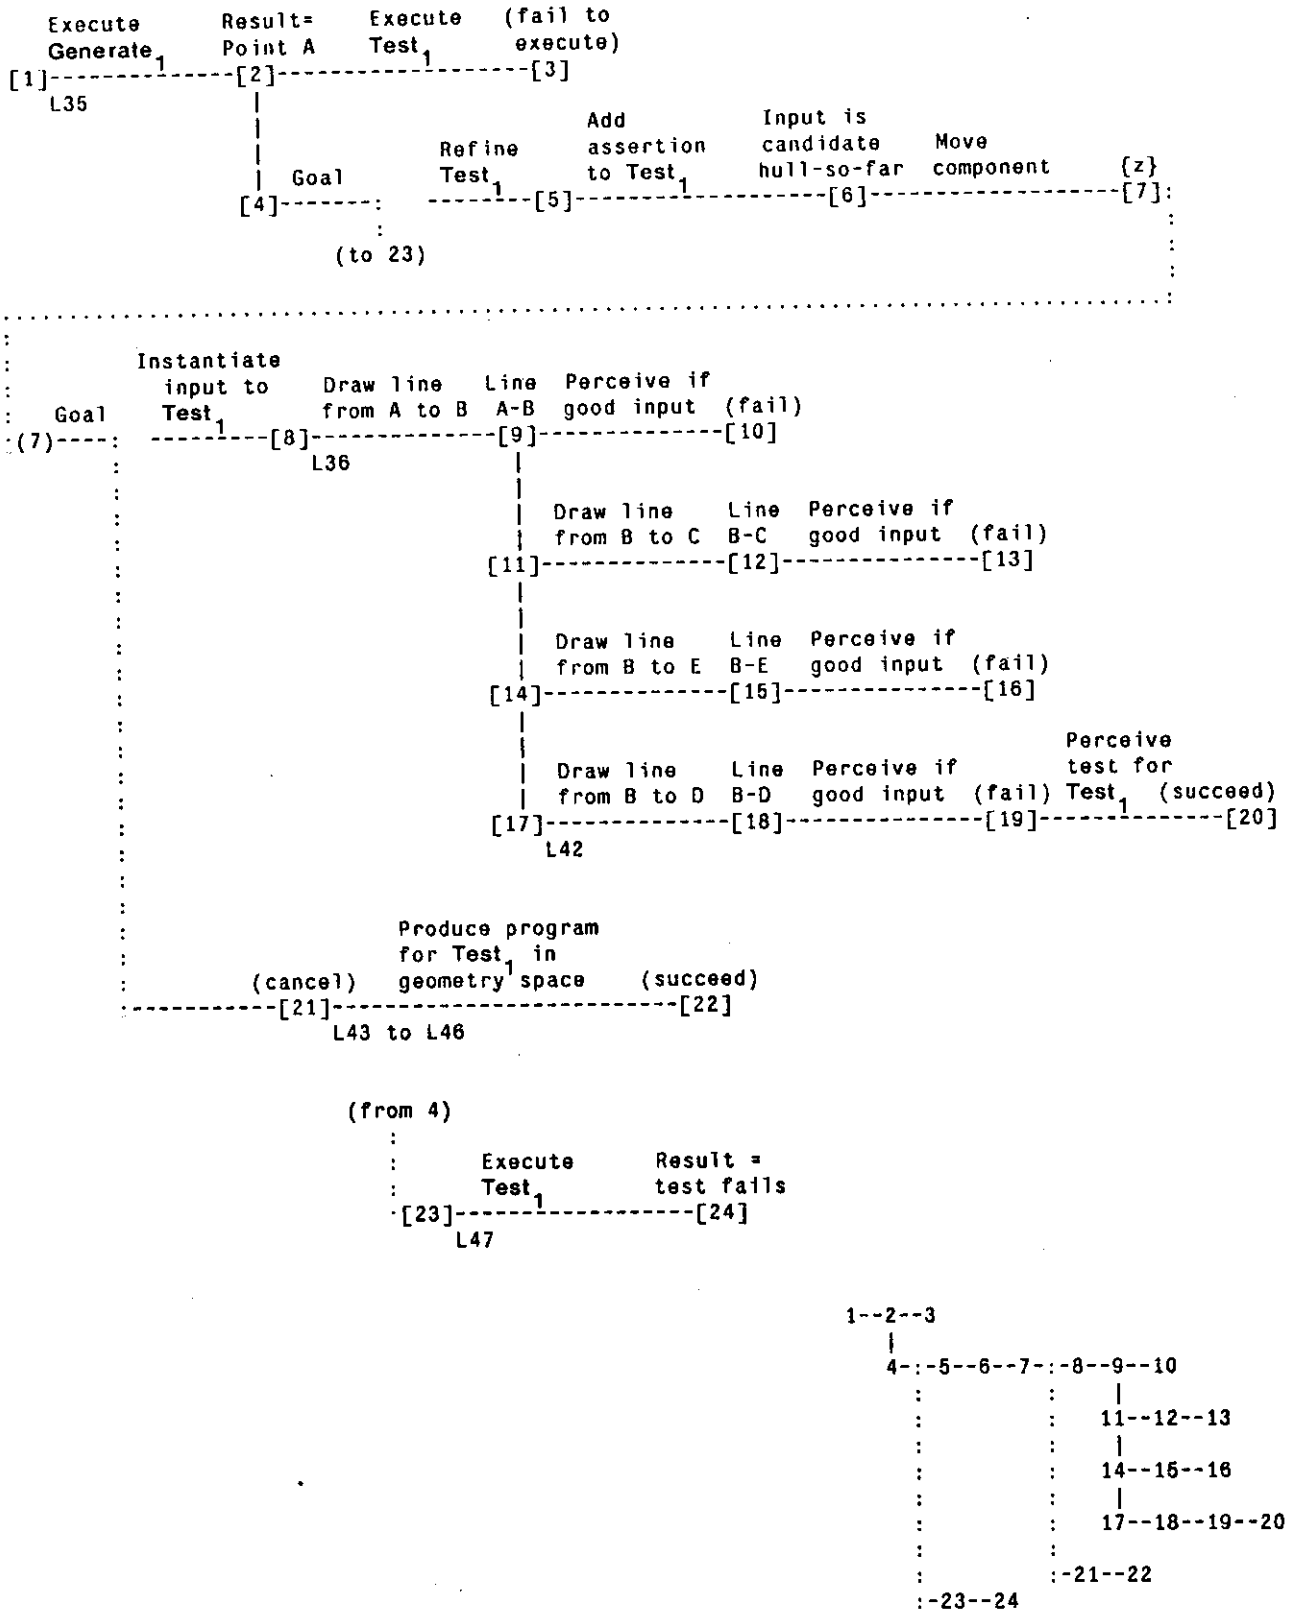 Execute Result= Execute (fail to
Generate1 Point A Test1 execute)
[1]---------------[2]--------------------[3]
L35
Add Input is
Refine assertion candidate Move
Goal Test1 to Test1 hull-so-far component {z}
[4]-------: --------[5]--------------------[6]-------------------[7]:
(to 23)
Instantiate
input to Draw line Line Perceive if
Goal Test1 from A to B A-B good input (fail)
(7)----: ---------[8]--------------[9]--------------[10]
L36
Draw line Line Perceive if
from B to C B-C good input (fail)
[11]--------------[12]---------------[13]
Draw line Line Perceive if
from B to E B-E good input (fail)
[14]--------------[15]---------------[16]
Perceive
Draw line Line Perceive if test for
from B to D B-D good input (fail) Test1 (succeed)
[17]--------------[18]---------------[19]--------------[20]
L42
Produce program
for Test1 in
(cancel) geometry space (succeed)
:-----------[21]--------------------------[22]
L43 to L46
(from 4)
Execute Result =
Test1 test fails
[23]-------------------[24]
L47
1--2--3
4-:-5--6--7-:-8--9--10
11--12--13
14--15--16
17--18--19--20
:-21--22
:-23--24